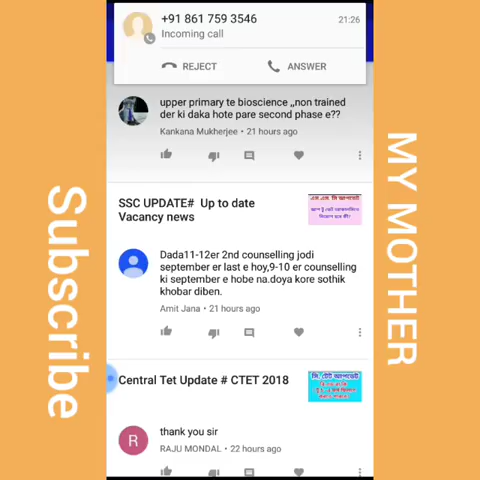 +91 861 759 3546
21:26
Incoming call
REJECT
ANSWER
upper primary te bioscience ,,non trained
der ki daka hote pare second phase e??
Kankana Mukherjee • 21 hours ago
SSC UPDATE# Up to date
Vacancy news
Dada11-12er 2nd counselling jodi
september er last e hoy,9-10 er counselling
ki september e hobe na.doya kore sothik
khobar diben.
Amit Jana • 21 hours ago
Central Tet Update # CTET 2018
R
thank you sir
RAJU MONDAL • 22 hours ago
Subscribe
MY MOTHER